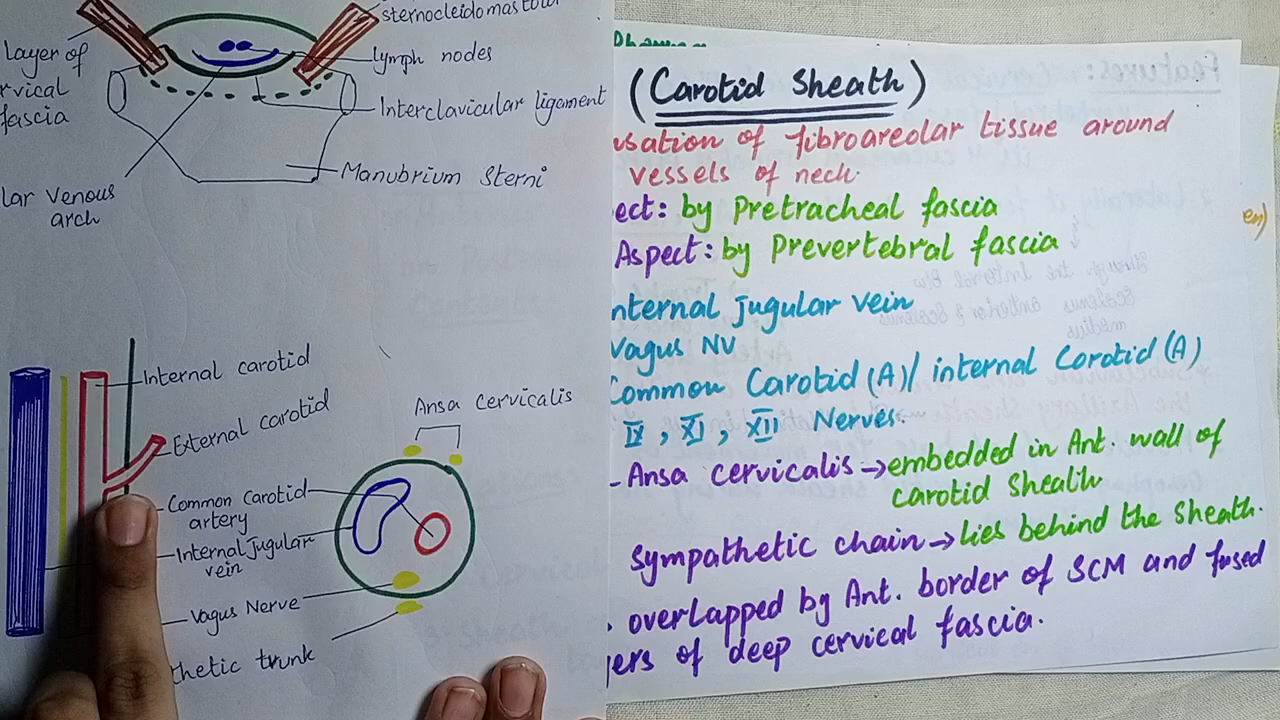 sternocleidomastoid
layer of
rvical
fascia
lymph nodes
Interclavicular ligament
Manubrium Sterni
lar venous
arch
Internal carotid
External carotid
Ansa cervicalis
Common carotid
artery
Internal jugular
vein
Vagus Nerve
thetic trunk
(Carotid Sheath)
usation of fibroareolar tissue around
vessels of neck.
ect: by Pretracheal fascia
Aspect: by Prevertebral fascia
nternal jugular vein
Vagus NV
Common Carotid (A)/ internal Corotid (A)
IX, XI, XII Nerves.
- Ansa cervicalis → embedded in Ant. wall of
carotid Sheath
Sympathetic chain → lies behind the Sheath.
overlapped by Ant. border of SCM and fused
yers of deep cervical fascia.